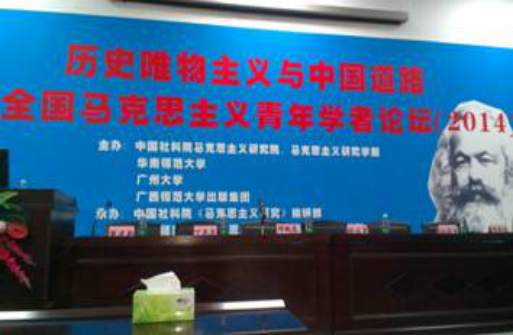 历史唯物主义与中国道路
全国马克思主义青年学者论坛(2014)
主办 中国社科院马克思主义研究院、马克思主义研究学部
华南师范大学
广州大学
广西师范大学出版集团
承办 中国社科院《马克思主义研究》编辑部